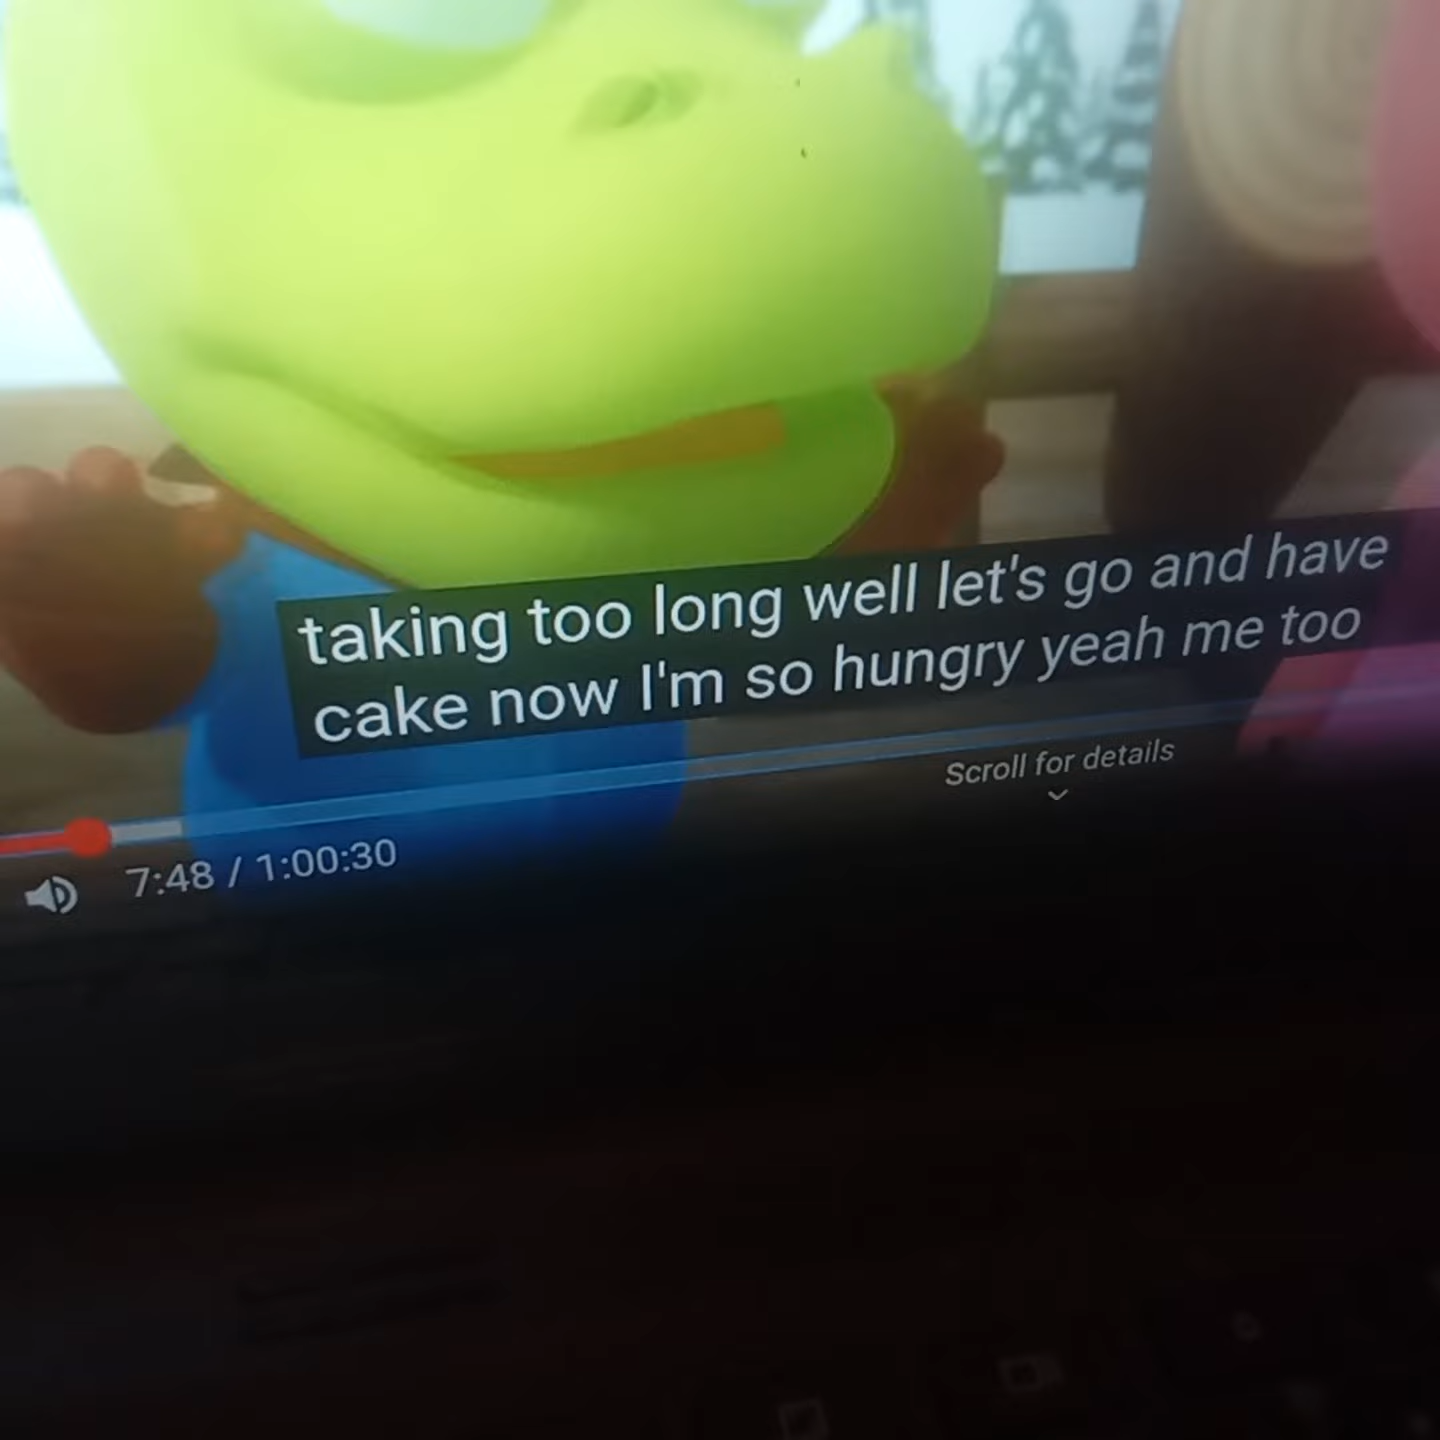 taking too long well let's go and have
cake now I'm so hungry yeah me too
Scroll for details
7:48 / 1:00:30